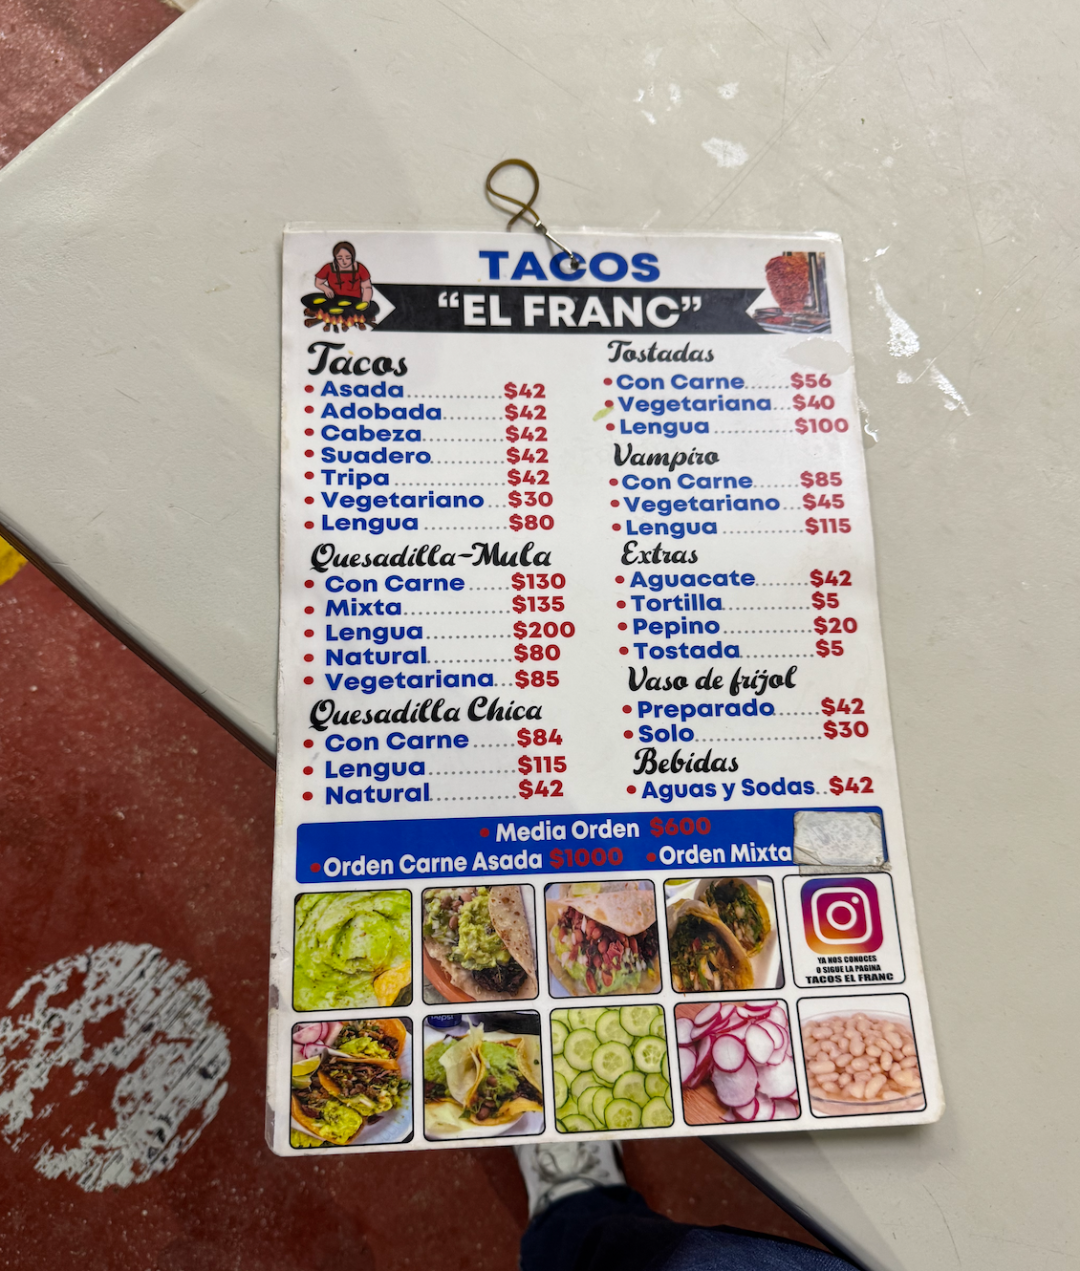 TACOS
“EL FRANC”
Tacos
• Asada............$42
• Adobada........$42
• Cabeza...........$42
• Suadero..........$42
• Tripa...............$42
• Vegetariano...$30
• Lengua...........$80
Quesadilla-Mula
• Con Carne......$130
• Mixta..............$135
• Lengua...........$200
• Natural...........$80
• Vegetariana...$85
Quesadilla Chica
• Con Carne......$84
• Lengua...........$115
• Natural...........$42
Tostadas
• Con Carne......$56
• Vegetariana...$40
• Lengua...........$100
Vampiro
• Con Carne......$85
• Vegetariano...$45
• Lengua...........$115
Extras
• Aguacate.......$42
• Tortilla............$5
• Pepino............$20
• Tostada..........$5
Vaso de frijol
• Preparado......$42
• Solo................$30
Bebidas
• Aguas y Sodas..$42
• Media Orden $600
• Orden Carne Asada $1000 • Orden Mixta
YA NOS CONOCES
O SIGUE LA PAGINA
TACOS EL FRANC